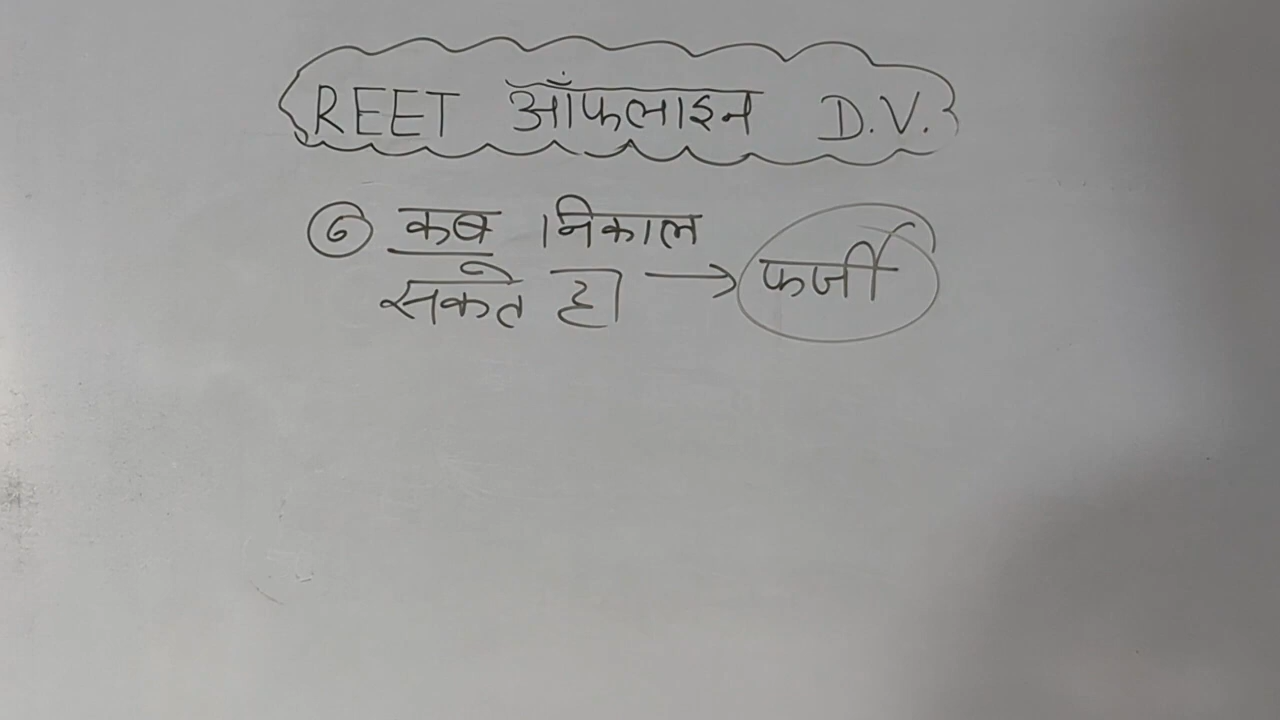 REET ऑफलाइन D.V.
⑥ कब निकाल
सकते है। → फर्जी